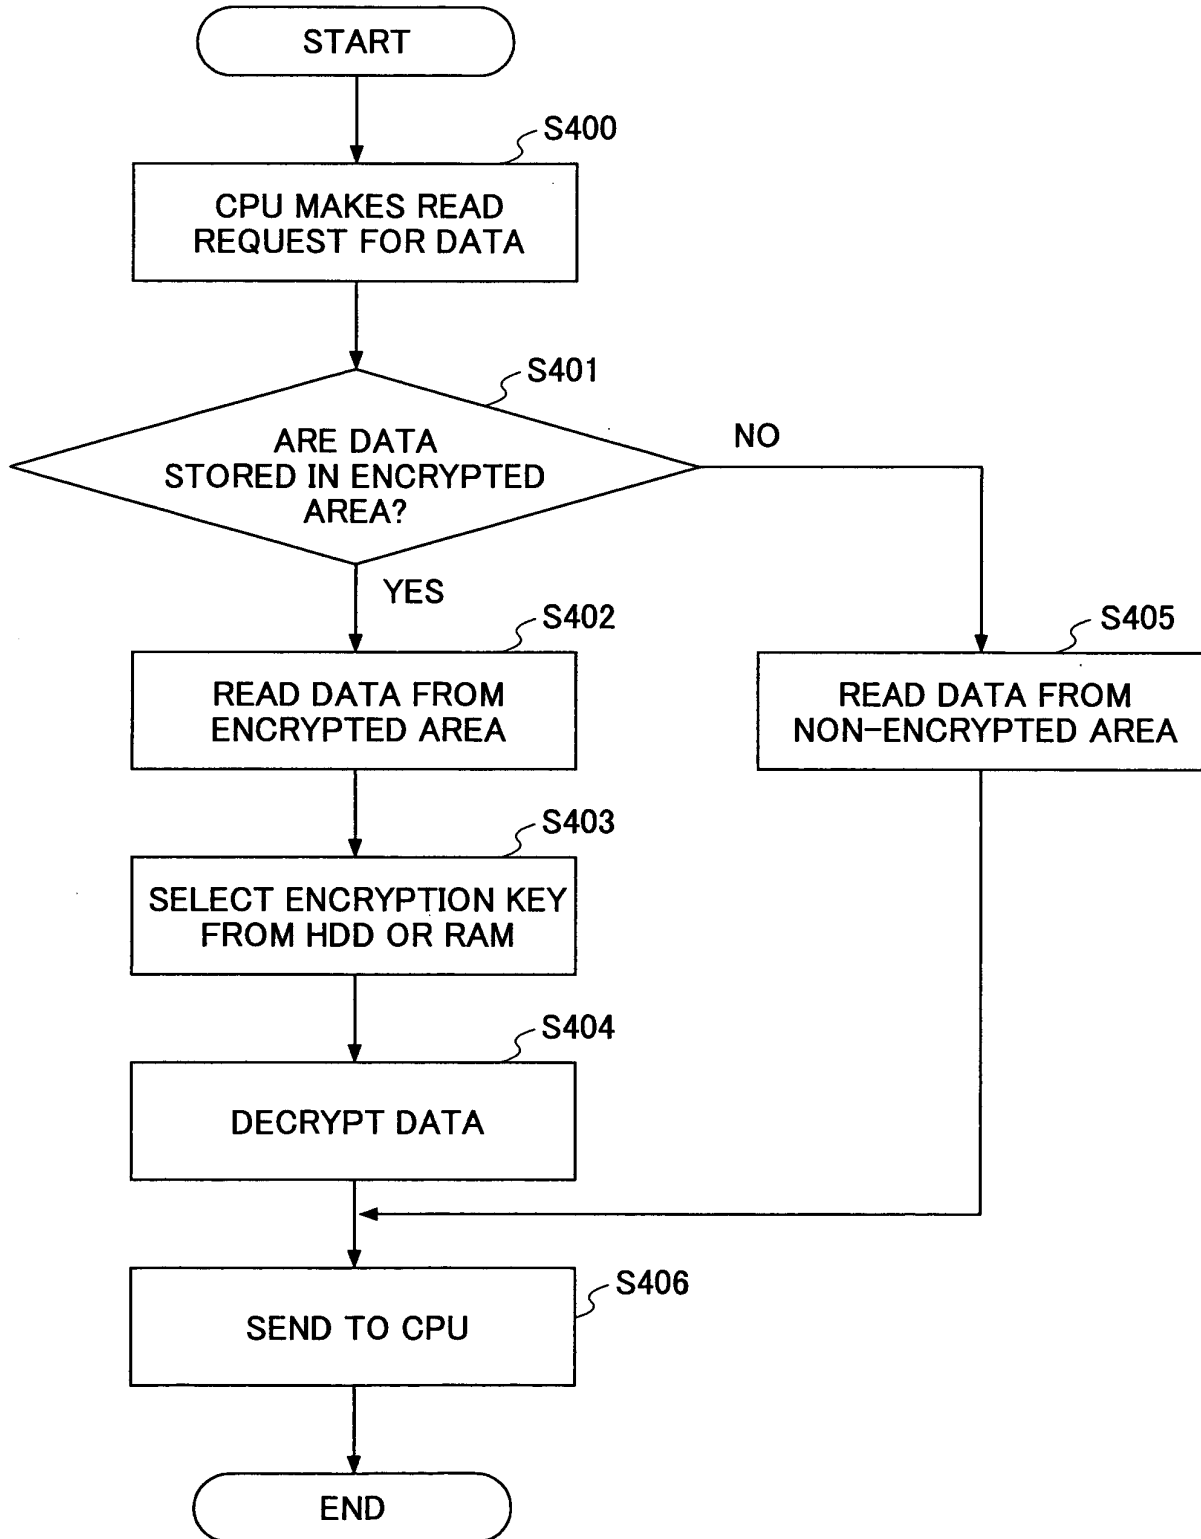 START
S400
CPU MAKES READ
REQUEST FOR DATA
S401
ARE DATA
STORED IN ENCRYPTED
AREA?
NO
YES
S402
READ DATA FROM
ENCRYPTED AREA
S405
READ DATA FROM
NON-ENCRYPTED AREA
S403
SELECT ENCRYPTION KEY
FROM HDD OR RAM
S404
DECRYPT DATA
S406
SEND TO CPU
END